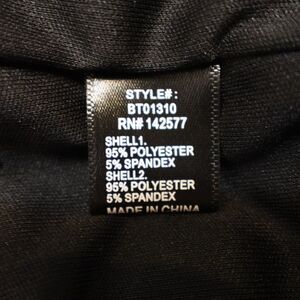 STYLE#:
BT01310
RN# 142577
SHELL1.
95% POLYESTER
5% SPANDEX
SHELL2.
95% POLYESTER
5% SPANDEX
MADE IN CHINA